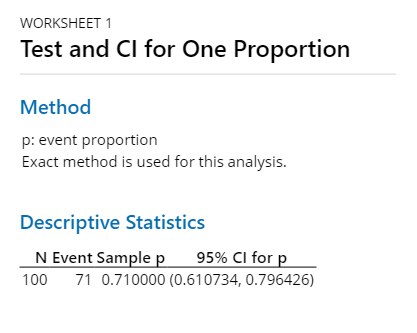 WORKSHEET 1
Test and CI for One Proportion
Method
p: event proportion
Exact method is used for this analysis.
Descriptive Statistics
N Event Sample p 95% CI for p
100 71 0.710000 (0.610734, 0.796426)